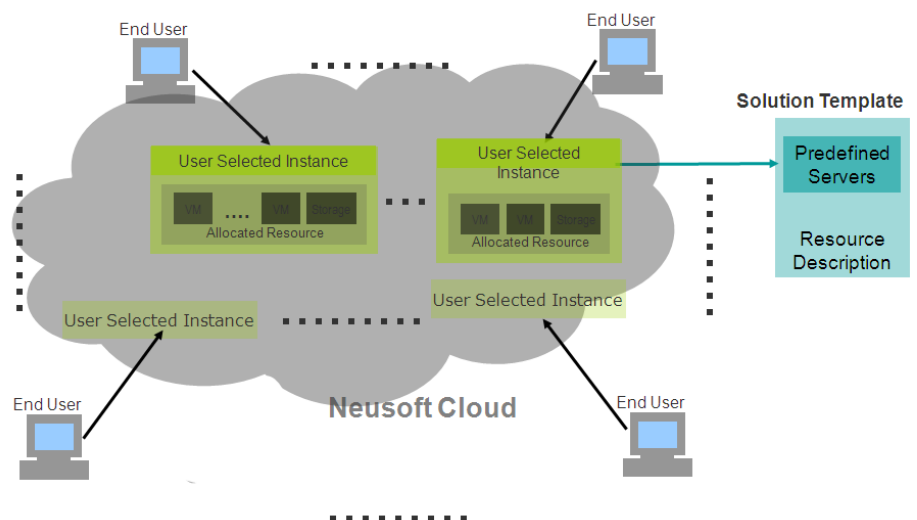 End User
End User
Solution Template
User Selected Instance
User Selected
Instance
Predefined
Servers
VM
....
VM
Storage
Allocated Resource
VM
VM
Storage
Allocated Resource
Resource
Description
User Selected Instance
User Selected Instance
End User
Neusoft Cloud
End User